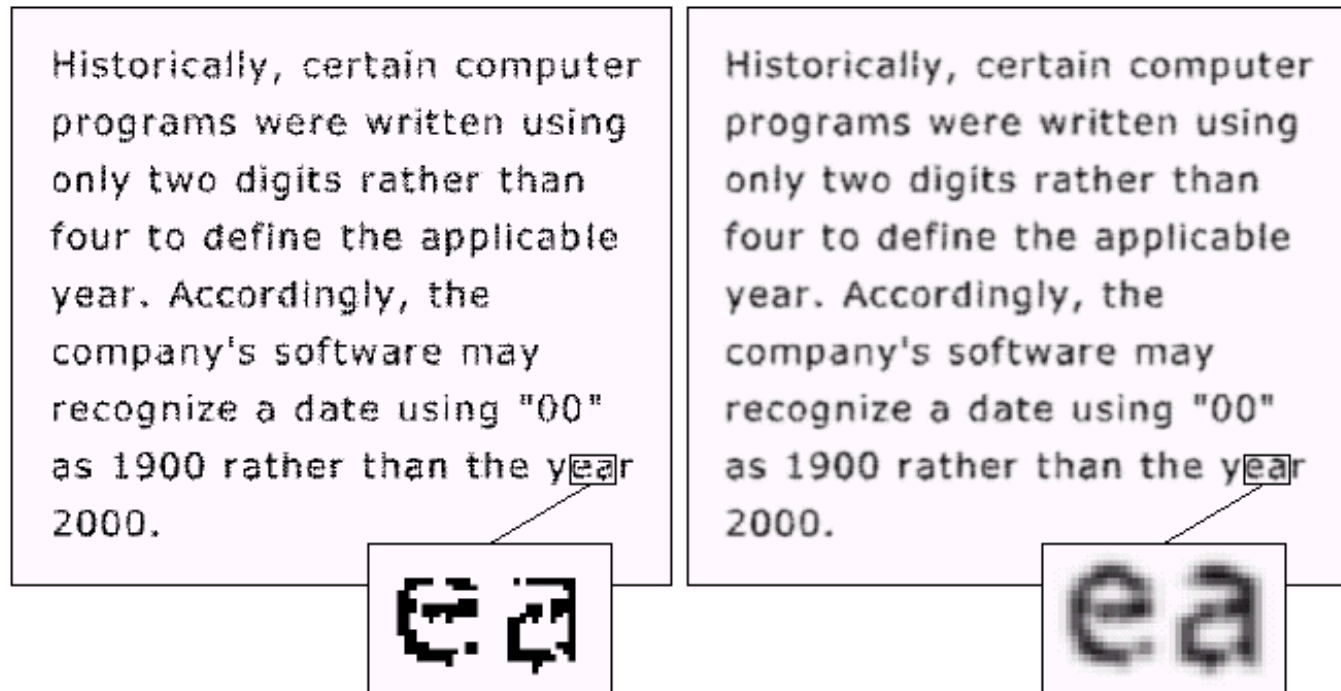 Historically, certain computer
programs were written using
only two digits rather than
four to define the applicable
year. Accordingly, the
company's software may
recognize a date using "00"
as 1900 rather than the year
2000.
ea
Historically, certain computer
programs were written using
only two digits rather than
four to define the applicable
year. Accordingly, the
company's software may
recognize a date using "00"
as 1900 rather than the year
2000.
ea